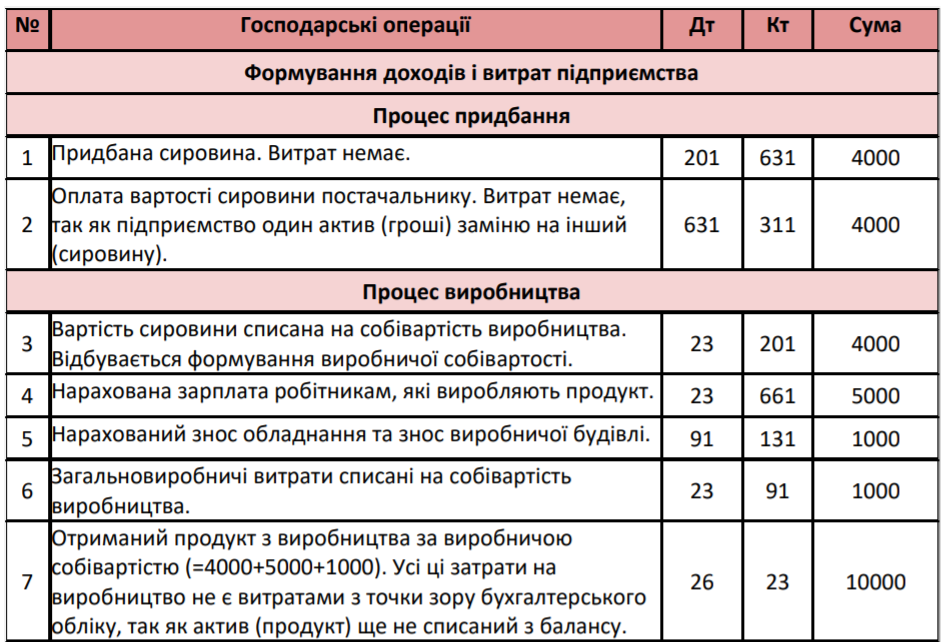 № Господарські операції Дт Кт Сума
Формування доходів і витрат підприємства
Процес придбання
1 Придбана сировина. Витрат немає. 201 631 4000
Оплата вартості сировини постачальнику. Витрат немає,
2 так як підприємство один актив (гроші) заміню на інший 631 311 4000
(сировину).
Процес виробництва
3 Вартість сировини списана на собівартість виробництва. 23 201 4000
Відбувається формування виробничої собівартості.
4 Нарахована зарплата робітникам, які виробляють продукт. 23 661 5000
5 Нарахований знос обладнання та знос виробничої будівлі. 91 131 1000
6 Загальновиробничі витрати списані на собівартість 23 91 1000
виробництва.
Отриманий продукт з виробництва за виробничою
7 собівартістю (=4000+5000+1000). Усі ці затрати на 26 23 10000
виробництво не є витратами з точки зору бухгалтерського
обліку, так як актив (продукт) ще не списаний з балансу.